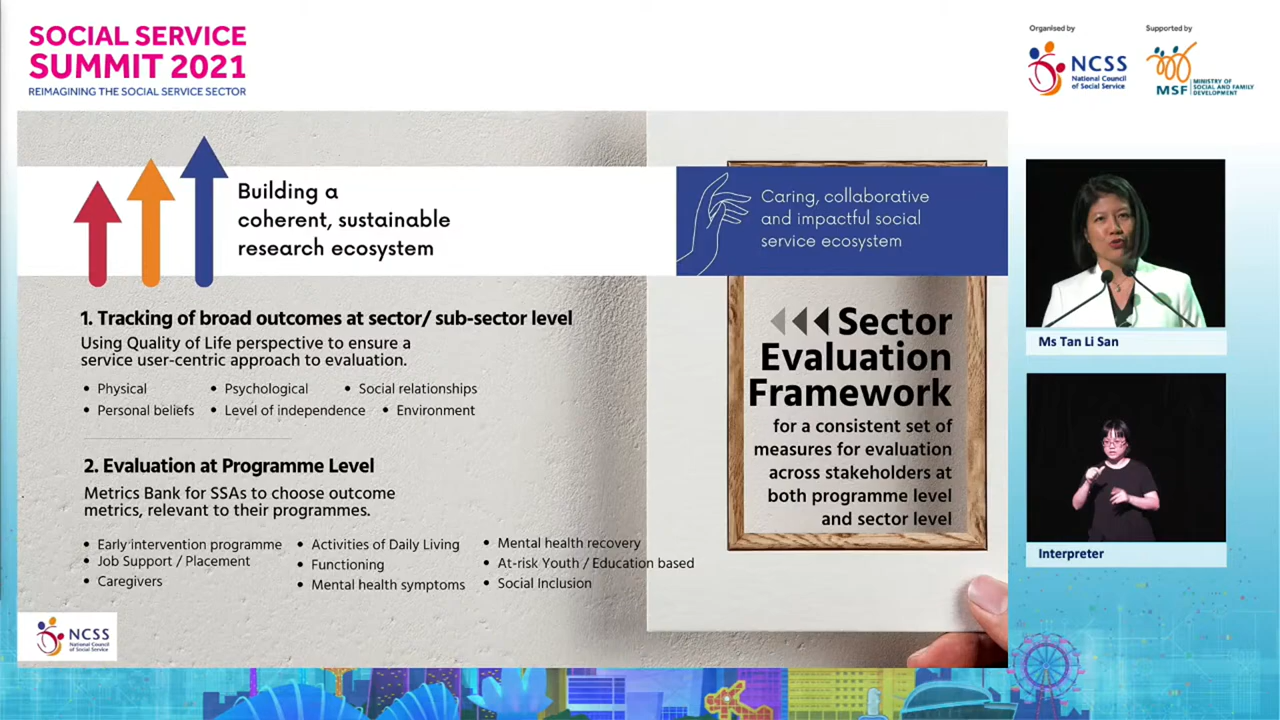 SOCIAL SERVICE
SUMMIT 2021
REIMAGINING THE SOCIAL SERVICE SECTOR
Organised by
NCSS
National Council
of Social Service
Supported by
MSF
MINISTRY OF
SOCIAL AND FAMILY
DEVELOPMENT
Building a
coherent, sustainable
research ecosystem
Caring, collaborative
and impactful social
service ecosystem
1. Tracking of broad outcomes at sector/ sub-sector level
Using Quality of Life perspective to ensure a
service user-centric approach to evaluation.
• Physical • Psychological • Social relationships
• Personal beliefs • Level of independence • Environment
2. Evaluation at Programme Level
Metrics Bank for SSAs to choose outcome
metrics, relevant to their programmes.
• Early intervention programme • Activities of Daily Living • Mental health recovery
• Job Support / Placement • Functioning • At-risk Youth / Education based
• Caregivers • Mental health symptoms • Social Inclusion
Sector
Evaluation
Framework
for a consistent set of
measures for evaluation
across stakeholders at
both programme level
and sector level
Ms Tan Li San
Interpreter
NCSS
National Council
of Social Service